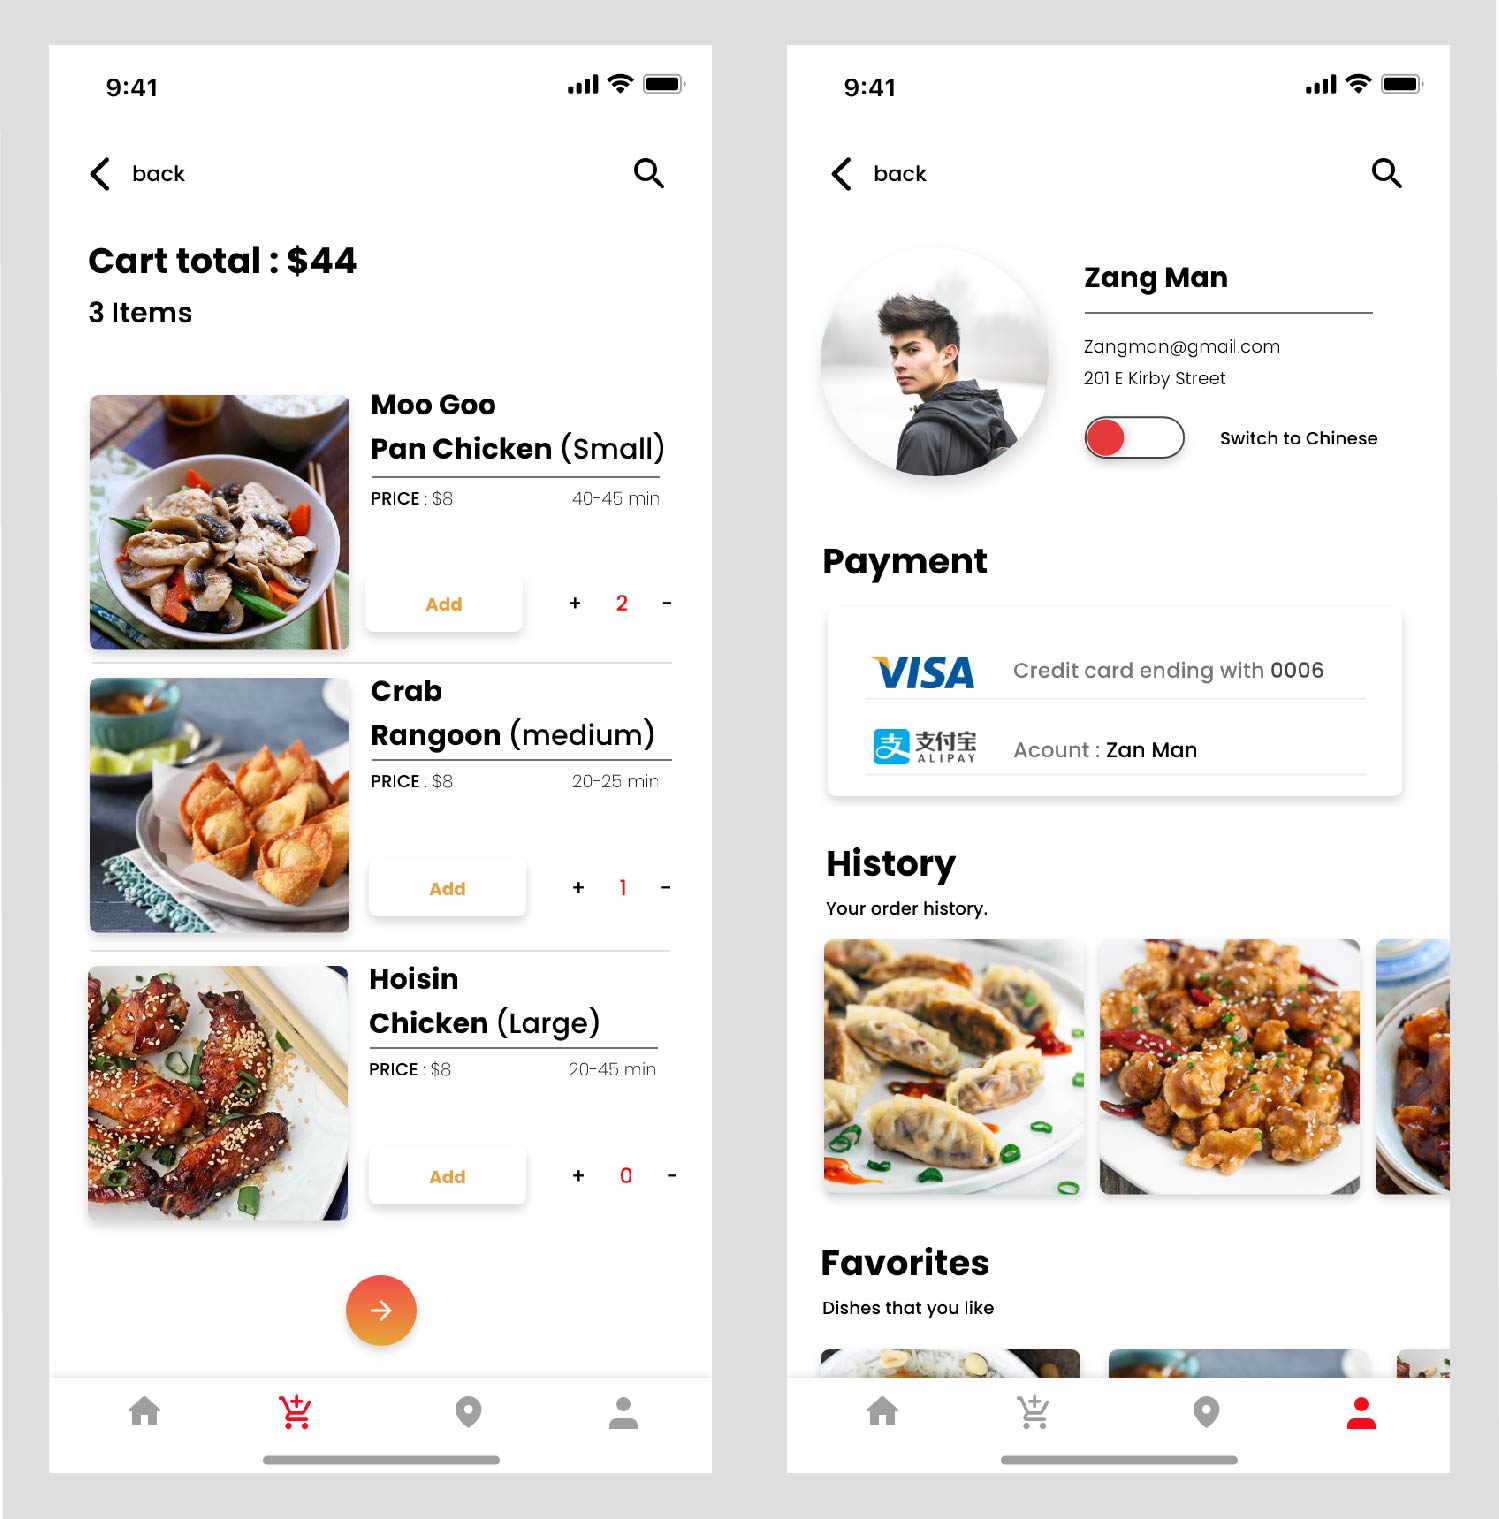 9:41
back
Cart total : $44
3 Items
Moo Goo
Pan Chicken (Small)
PRICE : $8 40-45 min
Add + 2 -
Crab
Rangoon (medium)
PRICE : $8 20-25 min
Add + 1 -
Hoisin
Chicken (Large)
PRICE : $8 20-45 min
Add + 0 -
9:41
back
Zang Man
Zangman@gmail.com
201 E Kirby Street
Switch to Chinese
Payment
VISA Credit card ending with 0006
支 支付宝
ALIPAY
Acount : Zan Man
History
Your order history.
Favorites
Dishes that you like